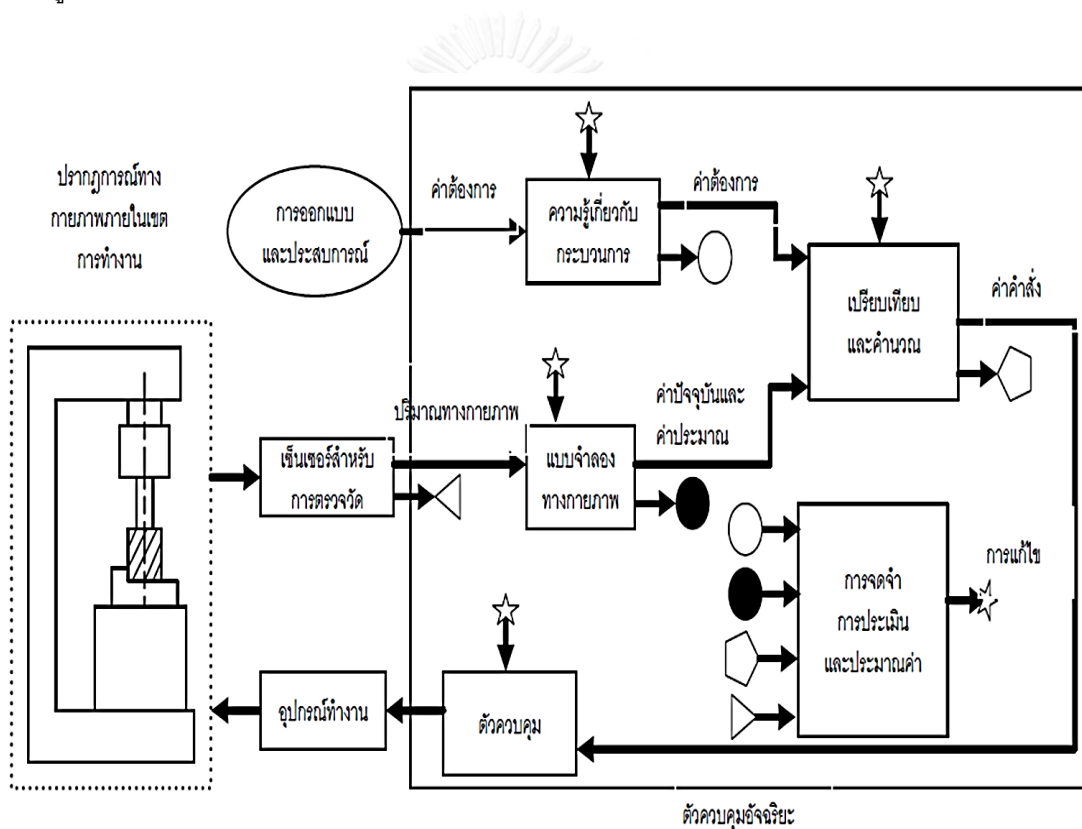 ปรากฏการณ์ทาง
กายภาพภายในเขต
การทำงาน
การออกแบบ
และประสบการณ์
ค่าต้องการ
ความรู้เกี่ยวกับ
กระบวนการ
ค่าต้องการ
เปรียบเทียบ
และคำนวณ
ค่าคำสั่ง
ปริมาณทางกายภาพ
เซ็นเซอร์สำหรับ
การตรวจวัด
แบบจำลอง
ทางกายภาพ
ค่าปัจจุบันและ
ค่าประมาณ
การจดจำ
การประเมิน
และประมาณค่า
การแก้ไข
อุปกรณ์ทำงาน
ตัวควบคุม
ตัวควบคุมอัจฉริยะ